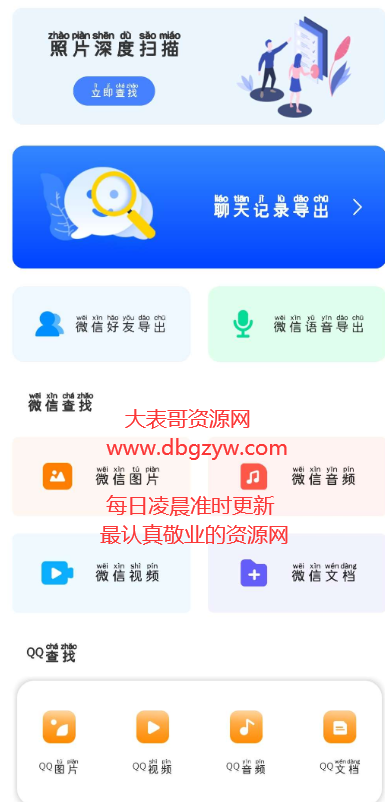 zhào piàn shēn dù sǎo miáo
照片深度扫描
lì jí chá zhǎo
立即查找
liáo tiān jì lù dǎo chū
聊天记录导出
wēi xìn hǎo yǒu dǎo chū
微信好友导出
wēi xìn yǔ yīn dǎo chū
微信语音导出
wēi xìn chá zhǎo
微信查找
大表哥资源网
www.dbgzyw.com
wēi xìn tú piàn
微信图片
wēi xìn yīn pín
微信音频
每日凌晨准时更新
最认真敬业的资源网
wēi xìn shì pín
微信视频
wēi xìn wén dàng
微信文档
chá zhǎo
QQ查找
tú piàn
QQ图片
shì pín
QQ视频
yīn pín
QQ音频
wén dàng
QQ文档